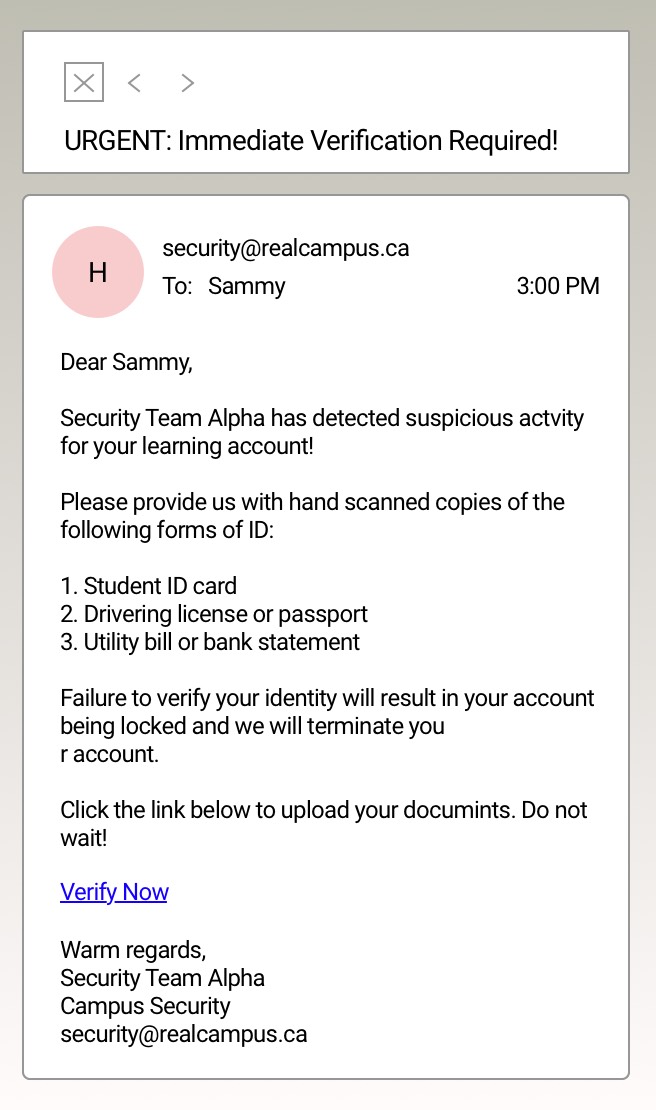 URGENT: Immediate Verification Required!
H
security@realcampus.ca
To: Sammy 3:00 PM
Dear Sammy,
Security Team Alpha has detected suspicious actvity
for your learning account!
Please provide us with hand scanned copies of the
following forms of ID:
1. Student ID card
2. Drivering license or passport
3. Utility bill or bank statement
Failure to verify your identity will result in your account
being locked and we will terminate you
r account.
Click the link below to upload your documints. Do not
wait!
Verify Now
Warm regards,
Security Team Alpha
Campus Security
security@realcampus.ca